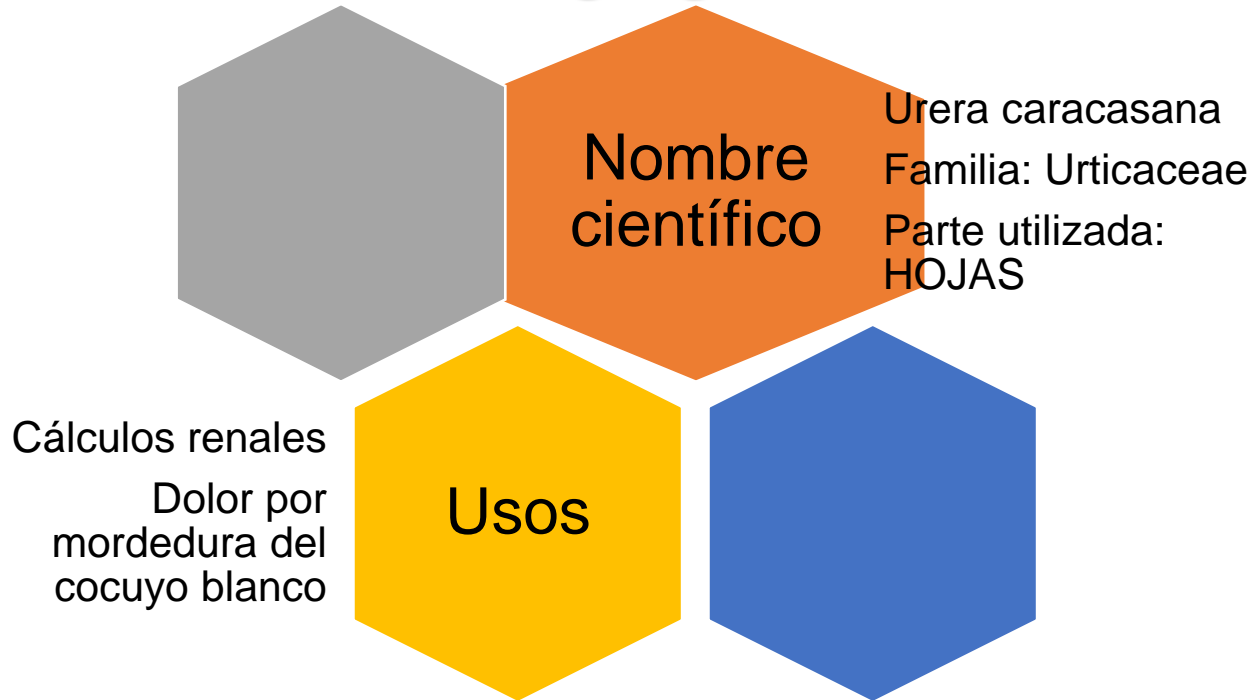 Nombre
científico
Urera caracasana
Familia: Urticaceae
Parte utilizada:
HOJAS
Cálculos renales
Dolor por
mordedura del
cocuyo blanco
Usos